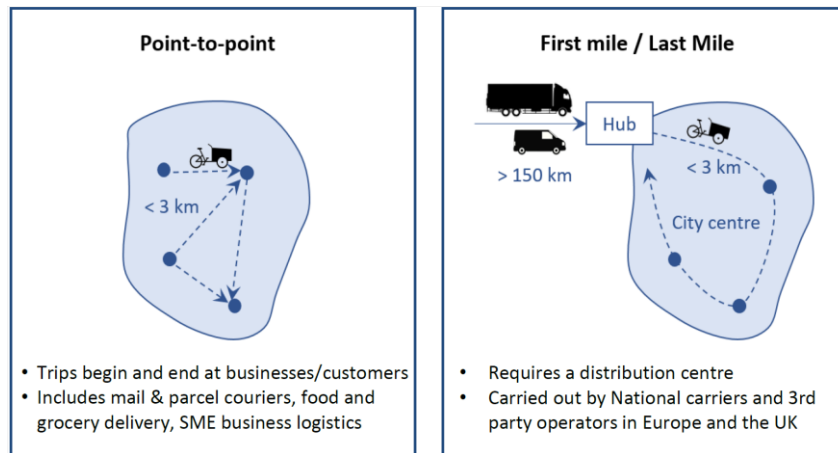 Point-to-point
< 3 km
• Trips begin and end at businesses/customers
• Includes mail & parcel couriers, food and
grocery delivery, SME business logistics
First mile / Last Mile
Hub
> 150 km
< 3 km
City centre
• Requires a distribution centre
• Carried out by National carriers and 3rd
party operators in Europe and the UK